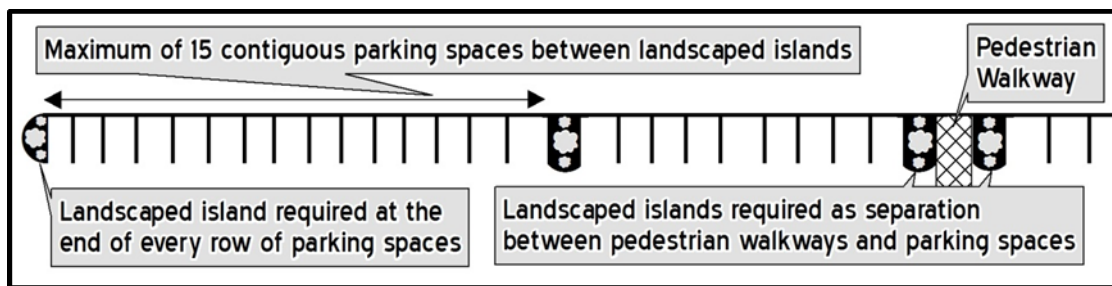 Maximum of 15 contiguous parking spaces between landscaped islands
Pedestrian
Walkway
Landscaped island required at the
end of every row of parking spaces
Landscaped islands required as separation
between pedestrian walkways and parking spaces